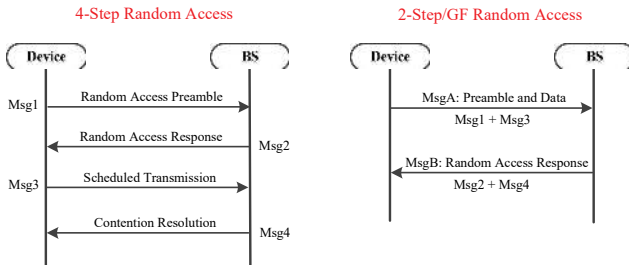 4-Step Random Access
Device
BS
Msg1
Random Access Preamble
Random Access Response
Msg2
Msg3
Scheduled Transmission
Contention Resolution
Msg4
2-Step/GF Random Access
Device
BS
MsgA: Preamble and Data
Msg1 + Msg3
MsgB: Random Access Response
Msg2 + Msg4